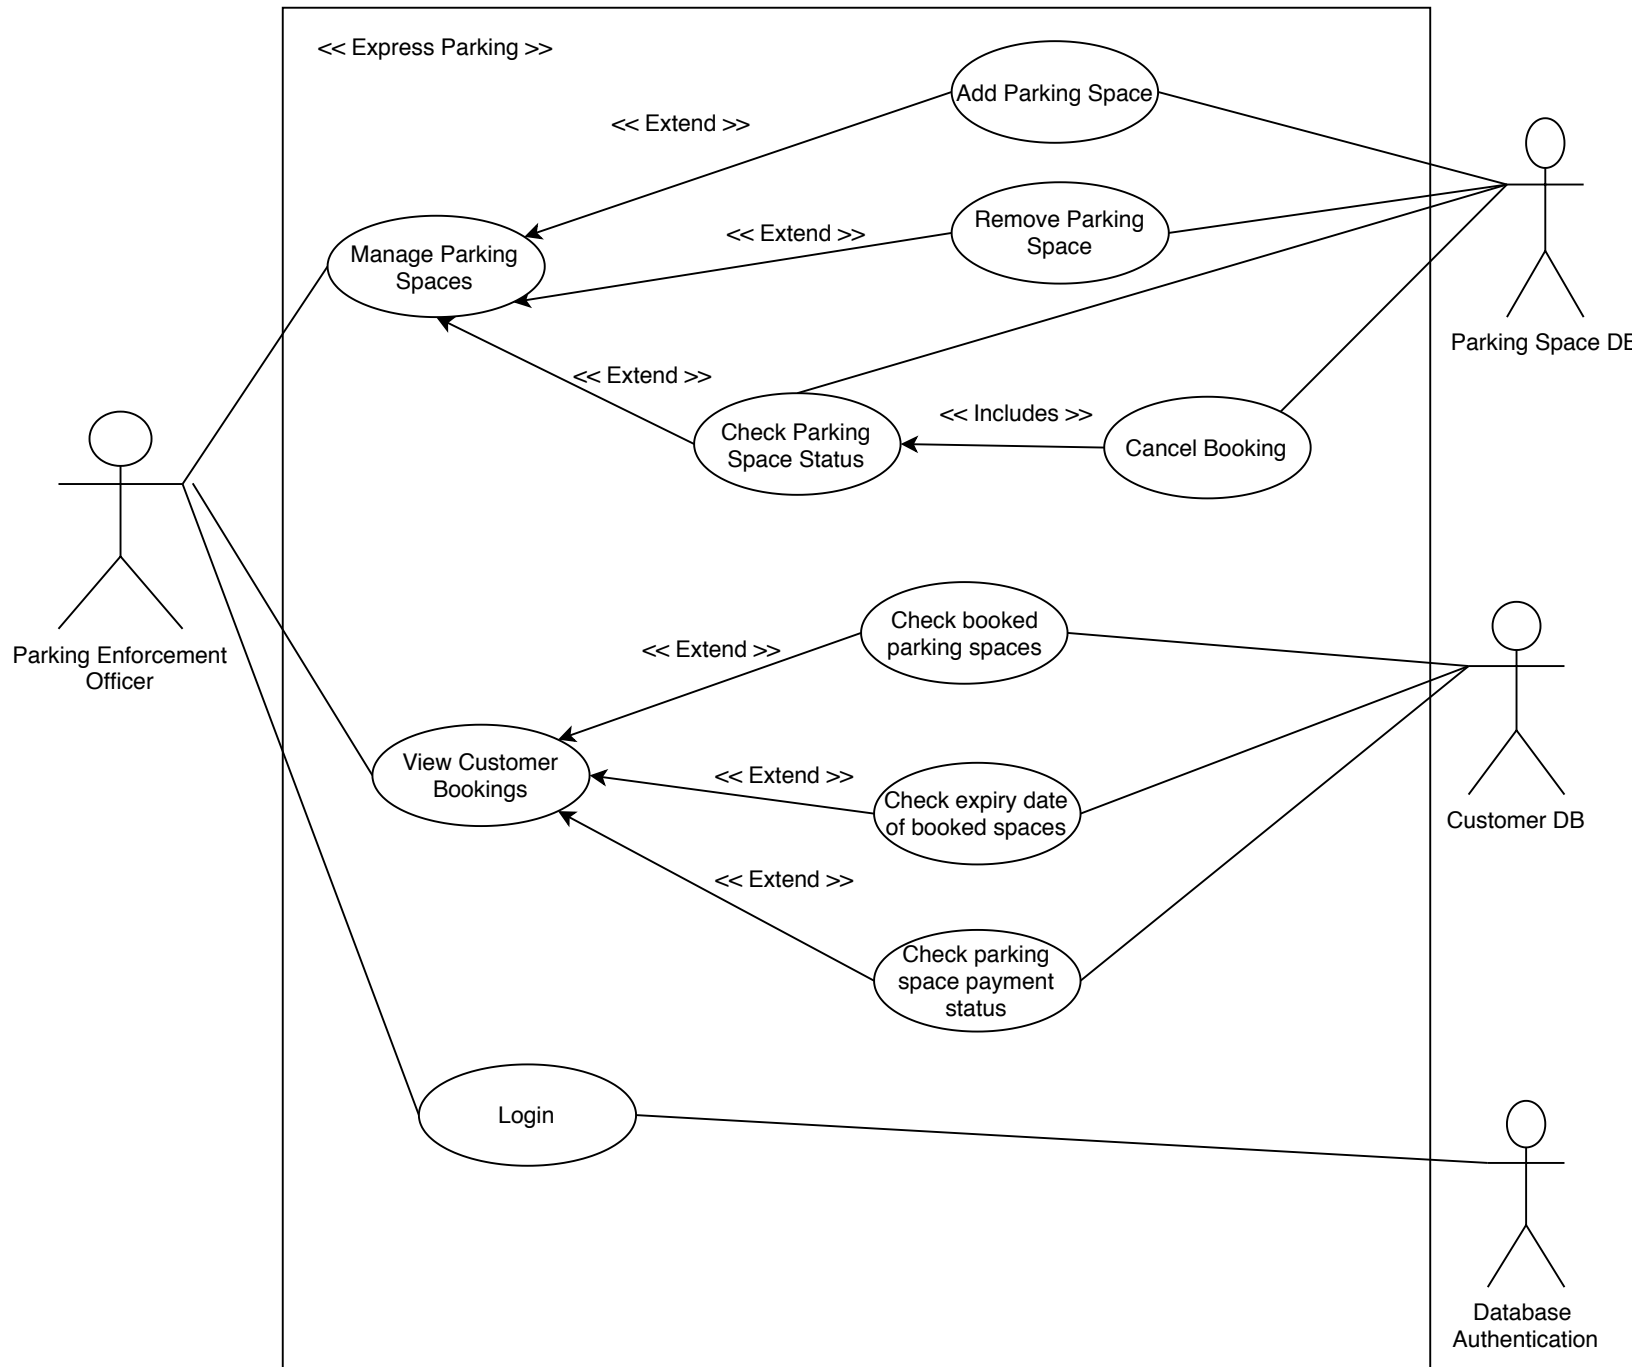 << Express Parking >>
Add Parking Space
<< Extend >>
Remove Parking
Space
<< Extend >>
Manage Parking
Spaces
Parking Space DB
<< Extend >>
Check Parking
Space Status
<< Includes >>
Cancel Booking
Parking Enforcement
Officer
Check booked
parking spaces
<< Extend >>
View Customer
Bookings
<< Extend >>
Check expiry date
of booked spaces
Customer DB
<< Extend >>
Check parking
space payment
status
Login
Database
Authentication